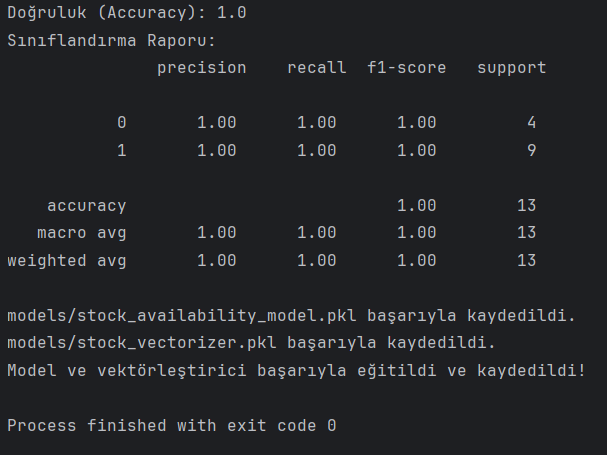 Doğruluk (Accuracy): 1.0
Sınıflandırma Raporu:
precision recall f1-score support
0 1.00 1.00 1.00 4
1 1.00 1.00 1.00 9
accuracy 1.00 13
macro avg 1.00 1.00 1.00 13
weighted avg 1.00 1.00 1.00 13
models/stock_availability_model.pkl başarıyla kaydedildi.
models/stock_vectorizer.pkl başarıyla kaydedildi.
Model ve vektörleştirici başarıyla eğitildi ve kaydedildi!
Process finished with exit code 0